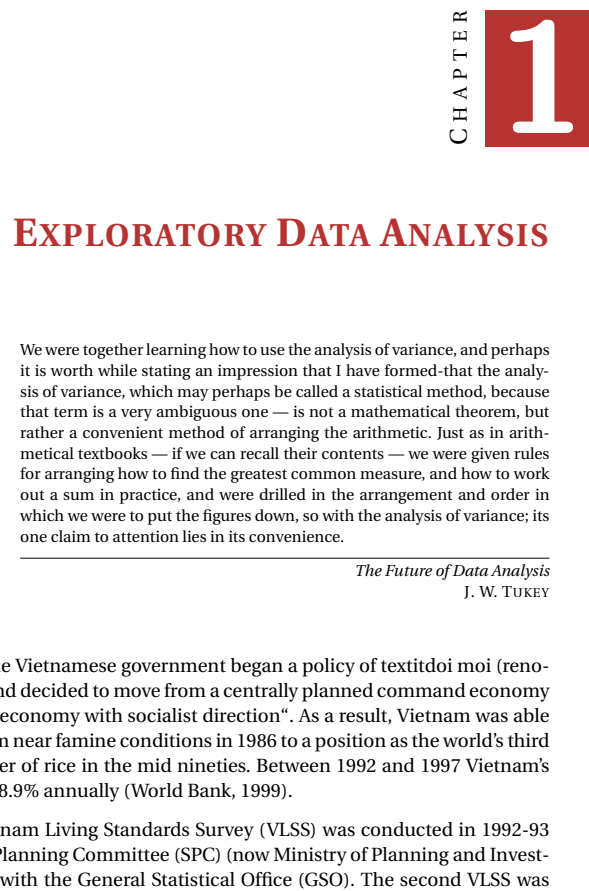 CHAPTER
1
EXPLORATORY DATA ANALYSIS
We were together learning how to use the analysis of variance, and perhaps
it is worth while stating an impression that I have formed-that the analy-
sis of variance, which may perhaps be called a statistical method, because
that term is a very ambiguous one — is not a mathematical theorem, but
rather a convenient method of arranging the arithmetic. Just as in arith-
metical textbooks — if we can recall their contents — we were given rules
for arranging how to find the greatest common measure, and how to work
out a sum in practice, and were drilled in the arrangement and order in
which we were to put the figures down, so with the analysis of variance; its
one claim to attention lies in its convenience.
The Future of Data Analysis
J. W. TUKEY
Vietnamese government began a policy of textitdoi moi (reno-
decided to move from a centrally planned command economy
economy with socialist direction“. As a result, Vietnam was able
near famine conditions in 1986 to a position as the world's third
of rice in the mid nineties. Between 1992 and 1997 Vietnam's
8.9% annually (World Bank, 1999).
Living Standards Survey (VLSS) was conducted in 1992-93
Planning Committee (SPC) (now Ministry of Planning and Invest-
with the General Statistical Office (GSO). The second VLSS was